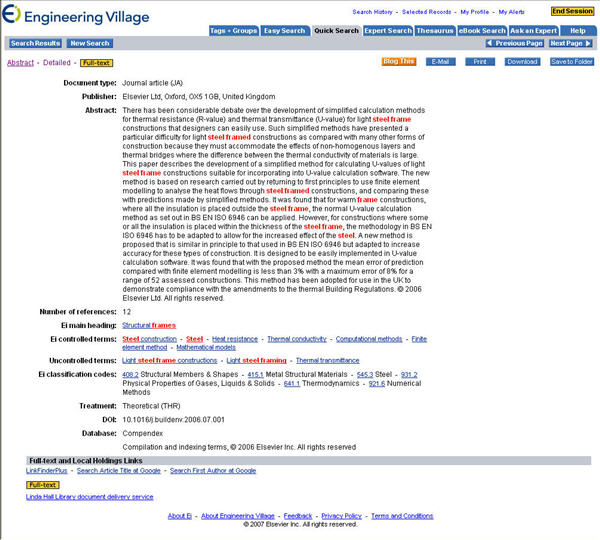 Engineering Village
Search History - Selected Records - My Profile - My Alerts
End Session
Tags + Groups Easy Search Quick Search Expert Search Thesaurus eBook Search Ask an Expert Help
Search Results New Search Previous Page Next Page
Abstract - Detailed - Full-text
Blog This E-Mail Print Download Save to Folder
Document type: Journal article (JA)
Publisher: Elsevier Ltd, Oxford, OX5 1GB, United Kingdom
Abstract: There has been considerable debate over the development of simplified calculation methods
for thermal resistance (R-value) and thermal transmittance (U-value) for light steel frame
constructions that designers can easily use. Such simplified methods have presented a
particular difficulty for light steel framed constructions as compared with many other forms of
construction because they must accommodate the effects of non-homogenous layers and
thermal bridges where the difference between the thermal conductivity of materials is large.
This paper describes the development of a simplified method for calculating U-values of light
steel frame constructions suitable for incorporating into U-value calculation software. The new
method is based on research carried out by returning to first principles to use finite element
modelling to analyse the heat flows through steel framed constructions, and comparing these
with predictions made by simplified methods. It was found that for warm frame constructions,
where all the insulation is placed outside the steel frame, the normal U-value calculation
method as set out in BS EN ISO 6946 can be applied. However, for constructions where some
or all the insulation is placed within the thickness of the steel frame, the methodology in BS EN
ISO 6946 has to be adapted to allow for the increased effect of the steel. A new method is
proposed that is similar in principle to that used in BS EN ISO 6946 but adapted to increase
accuracy for these types of construction. It is designed to be easily implemented in U-value
calculation software. It was found that with the proposed method the mean error of prediction
compared with finite element modelling is less than 3% with a maximum error of 8% for a
range of 52 assessed constructions. This method has been adopted for use in the UK to
demonstrate compliance with the amendments to the thermal Building Regulations. © 2006
Elsevier Ltd. All rights reserved.
Number of references: 12
Ei main heading: Structural frames
Ei controlled terms: Steel construction - Steel - Heat resistance - Thermal conductivity - Computational methods - Finite
element method - Mathematical models
Uncontrolled terms: Light steel frame constructions - Light steel framing - Thermal transmittance
Ei classification codes: 408.2 Structural Members & Shapes - 415.1 Metal Structural Materials - 545.3 Steel - 931.2
Physical Properties of Gases, Liquids & Solids - 641.1 Thermodynamics - 921.6 Numerical
Methods
Treatment: Theoretical (THR)
DOI: 10.1016/j.buildenv.2006.07.001
Database: Compendex
Compilation and indexing terms, © 2006 Elsevier Inc. All rights reserved
Full-text and Local Holdings Links
LinkFinderPlus - Search Article Title at Google - Search First Author at Google
Full-text
Linda Hall Library document delivery service
About Ei - About Engineering Village - Feedback - Privacy Policy - Terms and Conditions
© 2007 Elsevier Inc. All rights reserved.